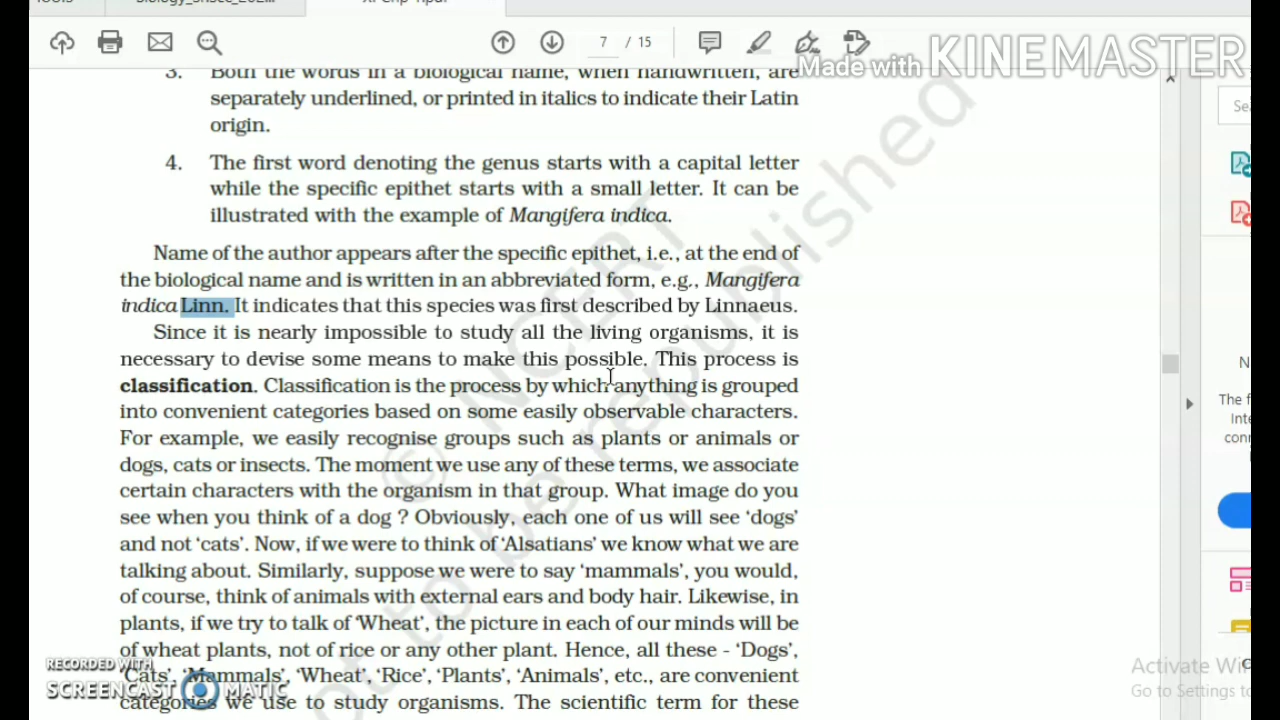 biology_srisec_202...
XI Chp 1.pdf
7 / 15
Made with KINEMASTER
3. Both the words in a biological name, when handwritten, are
separately underlined, or printed in italics to indicate their Latin
origin.
4. The first word denoting the genus starts with a capital letter
while the specific epithet starts with a small letter. It can be
illustrated with the example of Mangifera indica.
Name of the author appears after the specific epithet, i.e., at the end of
the biological name and is written in an abbreviated form, e.g., Mangifera
indica Linn. It indicates that this species was first described by Linnaeus.
Since it is nearly impossible to study all the living organisms, it is
necessary to devise some means to make this possible. This process is
classification. Classification is the process by which anything is grouped
into convenient categories based on some easily observable characters.
For example, we easily recognise groups such as plants or animals or
dogs, cats or insects. The moment we use any of these terms, we associate
certain characters with the organism in that group. What image do you
see when you think of a dog ? Obviously, each one of us will see 'dogs'
and not 'cats'. Now, if we were to think of 'Alsatians' we know what we are
talking about. Similarly, suppose we were to say 'mammals', you would,
of course, think of animals with external ears and body hair. Likewise, in
plants, if we try to talk of 'Wheat', the picture in each of our minds will be
of wheat plants, not of rice or any other plant. Hence, all these - 'Dogs',
'Cats', 'Mammals', 'Wheat', 'Rice', 'Plants', 'Animals', etc., are convenient
categories we use to study organisms. The scientific term for these
© NCERT
not to be republished
Sea
N
The f
Inte
conn
RECORDED WITH
SCREENCAST MATIC
Activate Wi
Go to Settings to